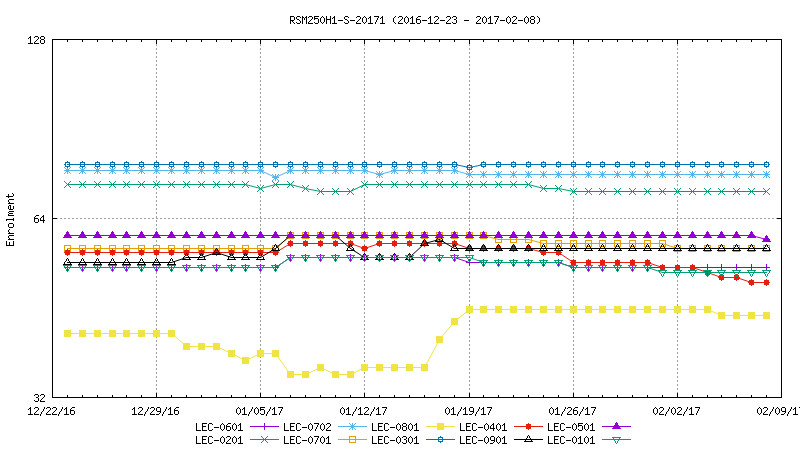 RSM250H1-S-20171 (2016-12-23 - 2017-02-08)
128
Enrolment
64
32
12/22/16 12/29/16 01/05/17 01/12/17 01/19/17 01/26/17 02/02/17 02/09/17
LEC-0601 LEC-0702 LEC-0801 LEC-0401 LEC-0501
LEC-0201 LEC-0701 LEC-0301 LEC-0901 LEC-0101